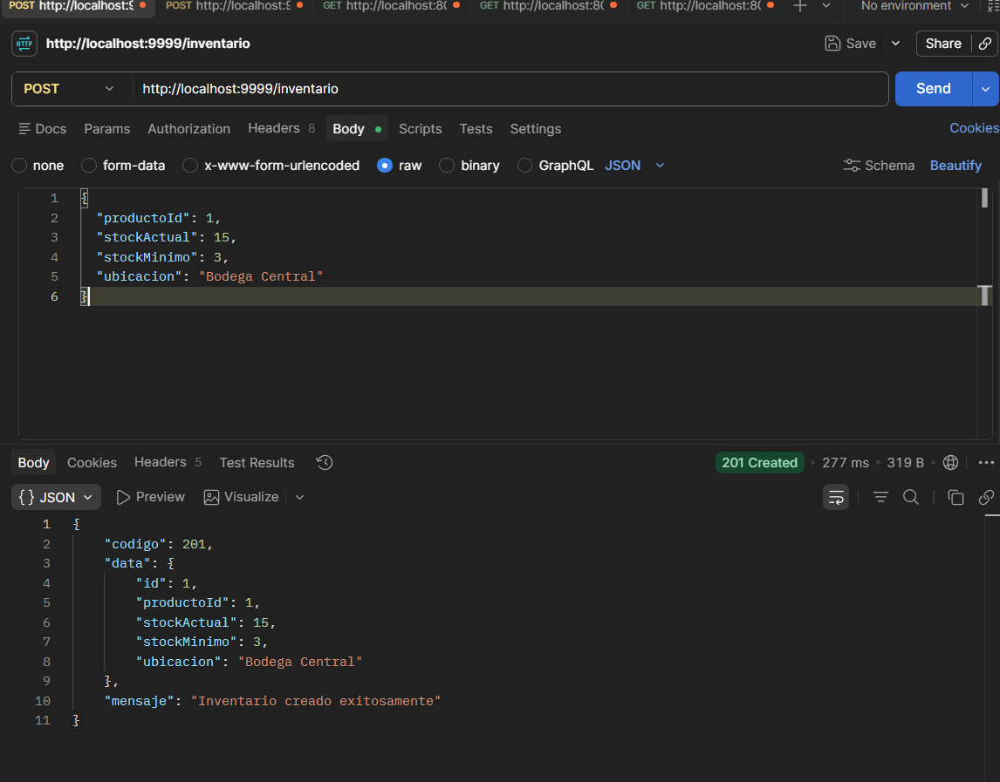 POST http://localhost:9 POST http://localhost:9 GET http://localhost:80 GET http://localhost:80 GET http://localhost:80 No environment
HTTP http://localhost:9999/inventario Save Share
POST http://localhost:9999/inventario Send
Docs Params Authorization Headers 8 Body Scripts Tests Settings Cookies
none form-data x-www-form-urlencoded raw binary GraphQL JSON Schema Beautify
1 {
2 "productoId": 1,
3 "stockActual": 15,
4 "stockMinimo": 3,
5 "ubicacion": "Bodega Central"
6 }
Body Cookies Headers 5 Test Results 201 Created • 277 ms • 319 B •
{} JSON Preview Visualize
1 {
2 "codigo": 201,
3 "data": {
4 "id": 1,
5 "productoId": 1,
6 "stockActual": 15,
7 "stockMinimo": 3,
8 "ubicacion": "Bodega Central"
9 },
10 "mensaje": "Inventario creado exitosamente"
11 }